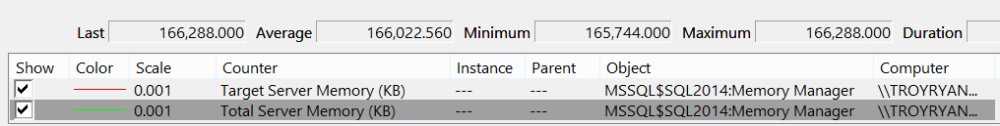 Last 166,288.000 Average 166,022.560 Minimum 165,744.000 Maximum 166,288.000 Duration
Show Color Scale Counter Instance Parent Object Computer
0.001 Target Server Memory (KB) --- --- MSSQL$SQL2014:Memory Manager \\TROYRYAN...
0.001 Total Server Memory (KB) --- --- MSSQL$SQL2014:Memory Manager \\TROYRYAN...